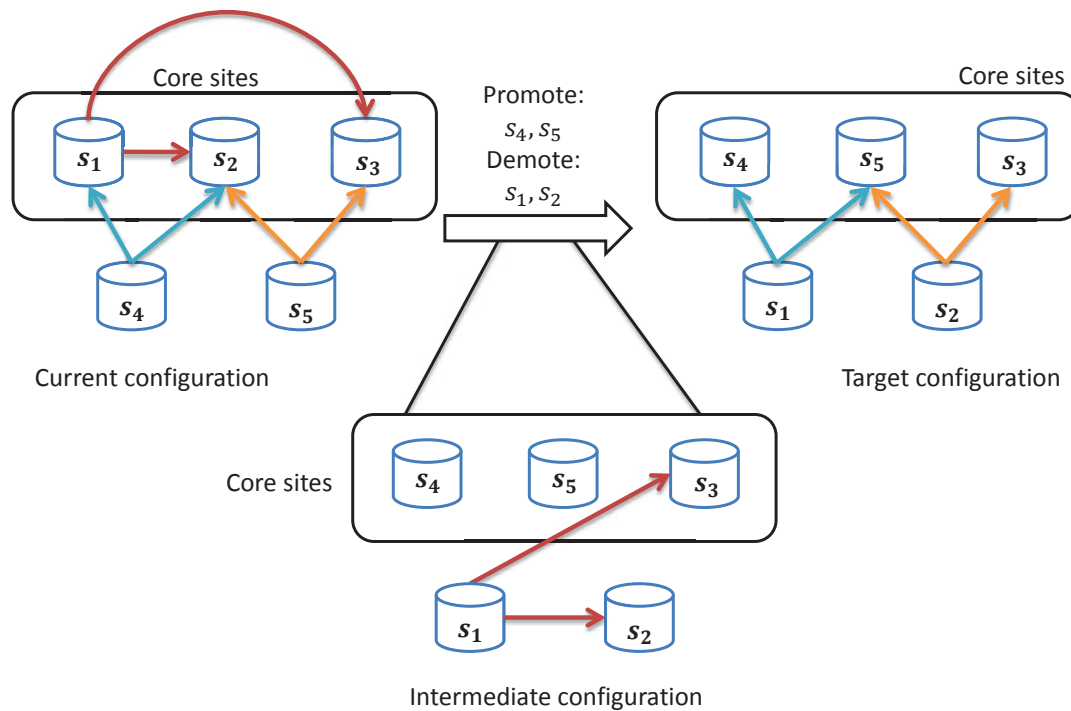 Core sites
s₁
s₂
s₃
s₄
s₅
Current configuration
Promote:
s₄, s₅
Demote:
s₁, s₂
Core sites
s₄
s₅
s₃
s₁
s₂
Target configuration
Core sites
s₄
s₅
s₃
s₁
s₂
Intermediate configuration